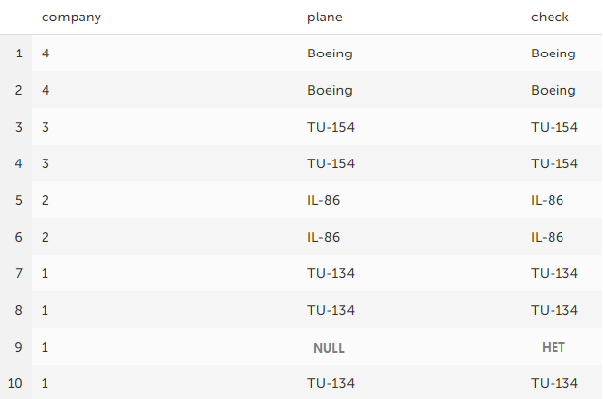 company plane check
1 4 Boeing Boeing
2 4 Boeing Boeing
3 3 TU-154 TU-154
4 3 TU-154 TU-154
5 2 IL-86 IL-86
6 2 IL-86 IL-86
7 1 TU-134 TU-134
8 1 TU-134 TU-134
9 1 NULL НЕТ
10 1 TU-134 TU-134